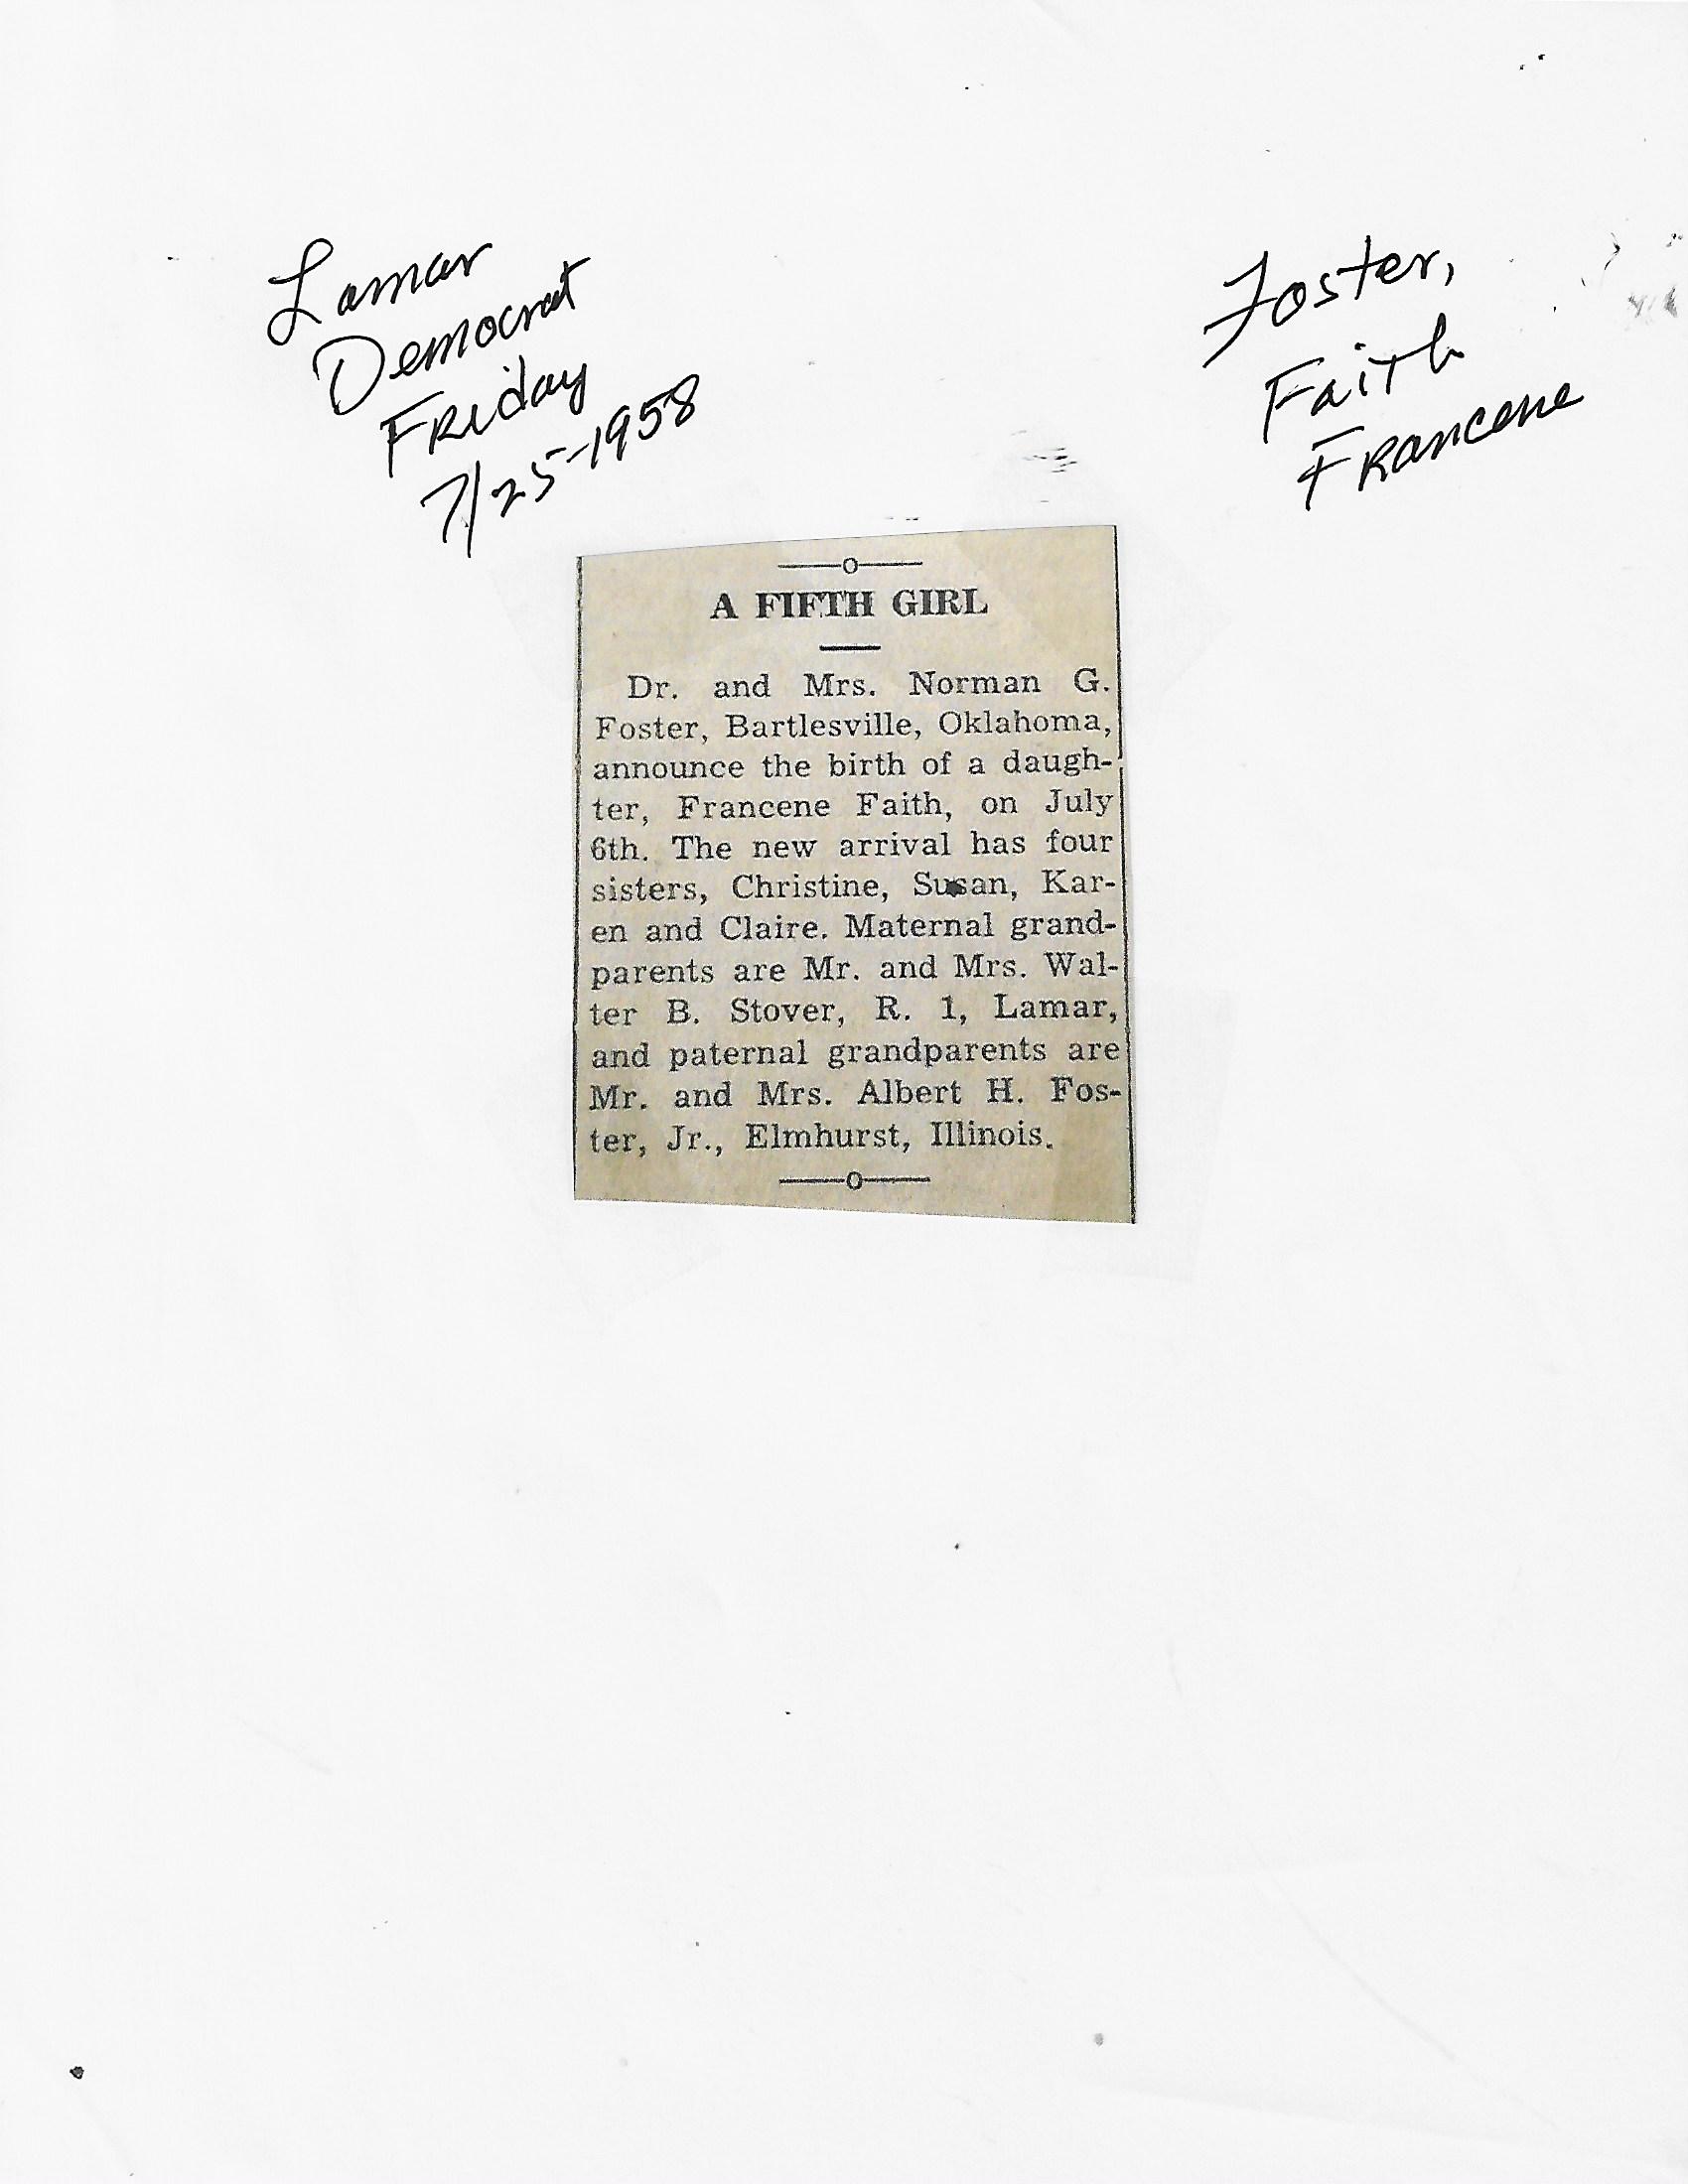 Lamar
Democrat
Friday
7/25-1958
Foster,
Faith
Francene
A FIFTH GIRL
Dr. and Mrs. Norman G.
Foster, Bartlesville, Oklahoma,
announce the birth of a daugh-
ter, Francene Faith, on July
6th. The new arrival has four
sisters, Christine, Susan, Kar-
en and Claire. Maternal grand-
parents are Mr. and Mrs. Wal-
ter B. Stover, R. 1, Lamar,
and paternal grandparents are
Mr. and Mrs. Albert H. Fos-
ter, Jr., Elmhurst, Illinois.